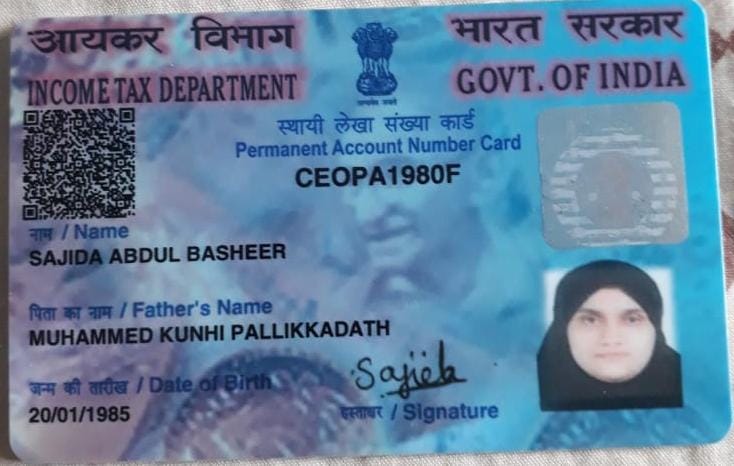 आयकर विभाग
INCOME TAX DEPARTMENT
भारत सरकार
GOVT. OF INDIA
सत्यमेव जयते
स्थायी लेखा संख्या कार्ड
Permanent Account Number Card
CEOPA1980F
नाम / Name
SAJIDA ABDUL BASHEER
पिता का नाम / Father's Name
MUHAMMED KUNHI PALLIKKADATH
जन्म की तारीख / Date of Birth
20/01/1985
हस्ताक्षर / Signature